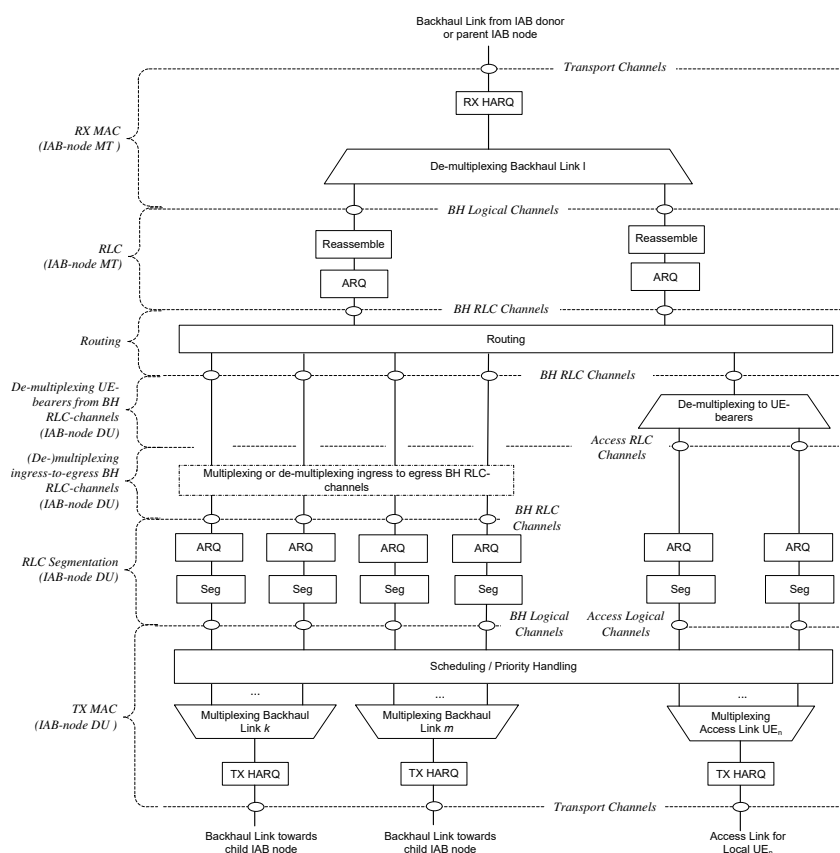 Backhaul Link from IAB donor
or parent IAB node
Transport Channels
RX HARQ
RX MAC
(IAB-node MT )
De-multiplexing Backhaul Link l
BH Logical Channels
Reassemble
Reassemble
RLC
(IAB-node MT)
ARQ
ARQ
BH RLC Channels
Routing
Routing
BH RLC Channels
De-multiplexing UE-
bearers from BH
RLC-channels
(IAB-node DU)
De-multiplexing to UE-
bearers
Access RLC
Channels
(De-)multiplexing
ingress-to-egress BH
RLC-channels
(IAB-node DU)
Multiplexing or de-multiplexing ingress to egress BH RLC-
channels
BH RLC
Channels
ARQ
ARQ
ARQ
ARQ
ARQ
ARQ
RLC Segmentation
(IAB-node DU)
Seg
Seg
Seg
Seg
Seg
Seg
BH Logical
Channels
Access Logical
Channels
Scheduling / Priority Handling
...
...
...
TX MAC
(IAB-node DU )
Multiplexing Backhaul
Link k
Multiplexing Backhaul
Link m
Multiplexing
Access Link UEn
TX HARQ
TX HARQ
TX HARQ
Transport Channels
Backhaul Link towards
child IAB node
Backhaul Link towards
child IAB node
Access Link for
Local UEn